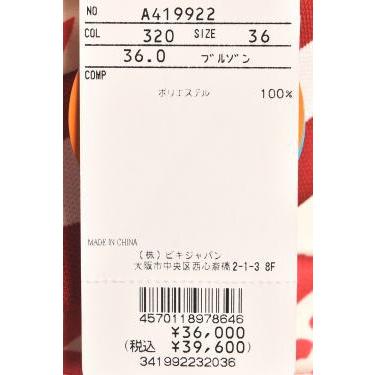 NO A419922
COL 320 SIZE 36
36.0 ブルゾン
COMP
ポリエステル 100%
MADE IN CHINA
(株)ビキジャパン
大阪市中央区西心斎橋2-1-3 8F
4570118978646
¥36,000
(税込 ¥39,600)
341992232036